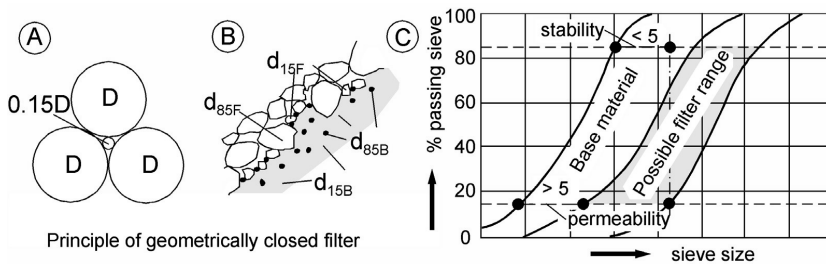 A
D
0.15D
D
D
Principle of geometrically closed filter
B
d15F
d85F
d85B
d15B
C
% passing sieve
100
80
60
40
20
0
stability < 5
Base material
Possible filter range
> 5
permeability
sieve size